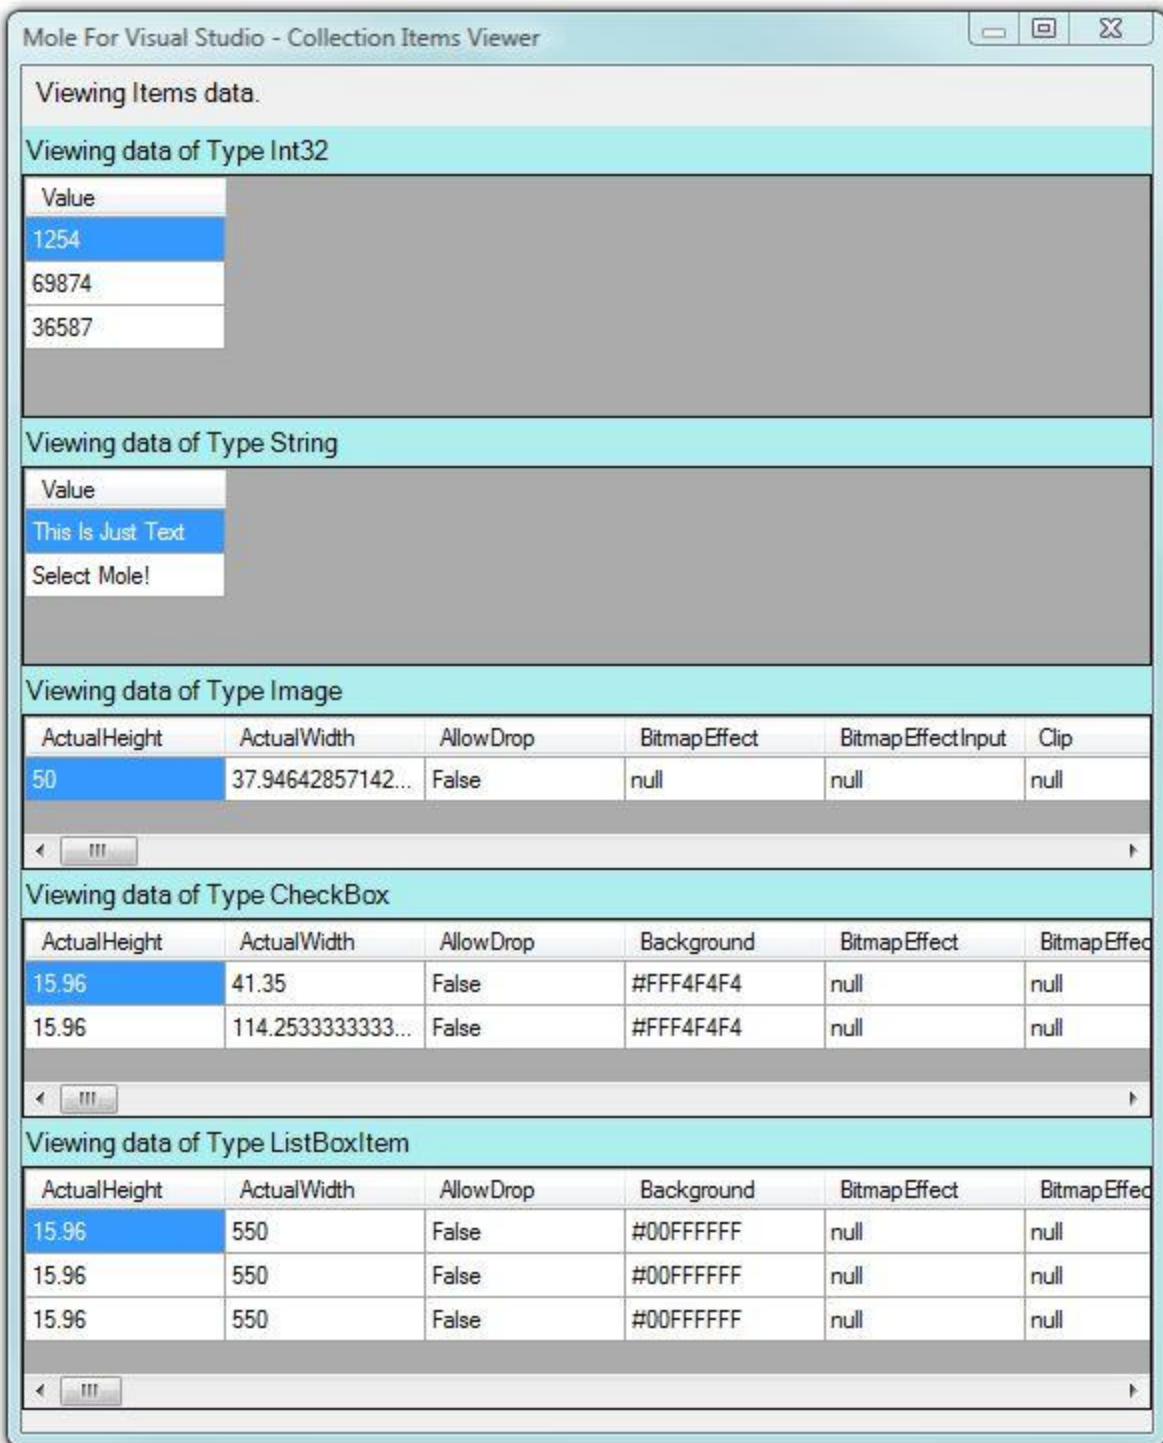 Mole For Visual Studio - Collection Items Viewer
Viewing Items data.
Viewing data of Type Int32
Value
1254
69874
36587
Viewing data of Type String
Value
This Is Just Text
Select Mole!
Viewing data of Type Image
ActualHeight ActualWidth AllowDrop BitmapEffect BitmapEffectInput Clip
50 37.94642857142... False null null null
Viewing data of Type CheckBox
ActualHeight ActualWidth AllowDrop Background BitmapEffect BitmapEffec
15.96 41.35 False #FFF4F4F4 null null
15.96 114.2533333333... False #FFF4F4F4 null null
Viewing data of Type ListBoxItem
ActualHeight ActualWidth AllowDrop Background BitmapEffect BitmapEffec
15.96 550 False #00FFFFFF null null
15.96 550 False #00FFFFFF null null
15.96 550 False #00FFFFFF null null